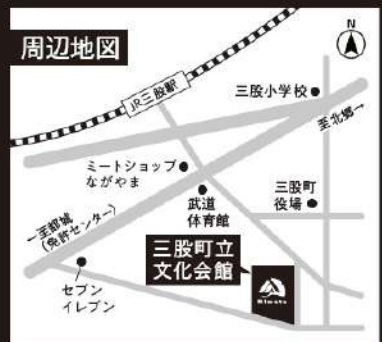 周辺地図
N
JR三股駅
三股小学校
至北郷→
ミートショップ
ながやま
武道
体育館
三股町
役場
←至都城
(免許センター)
三股町立
文化会館
セブン
イレブン